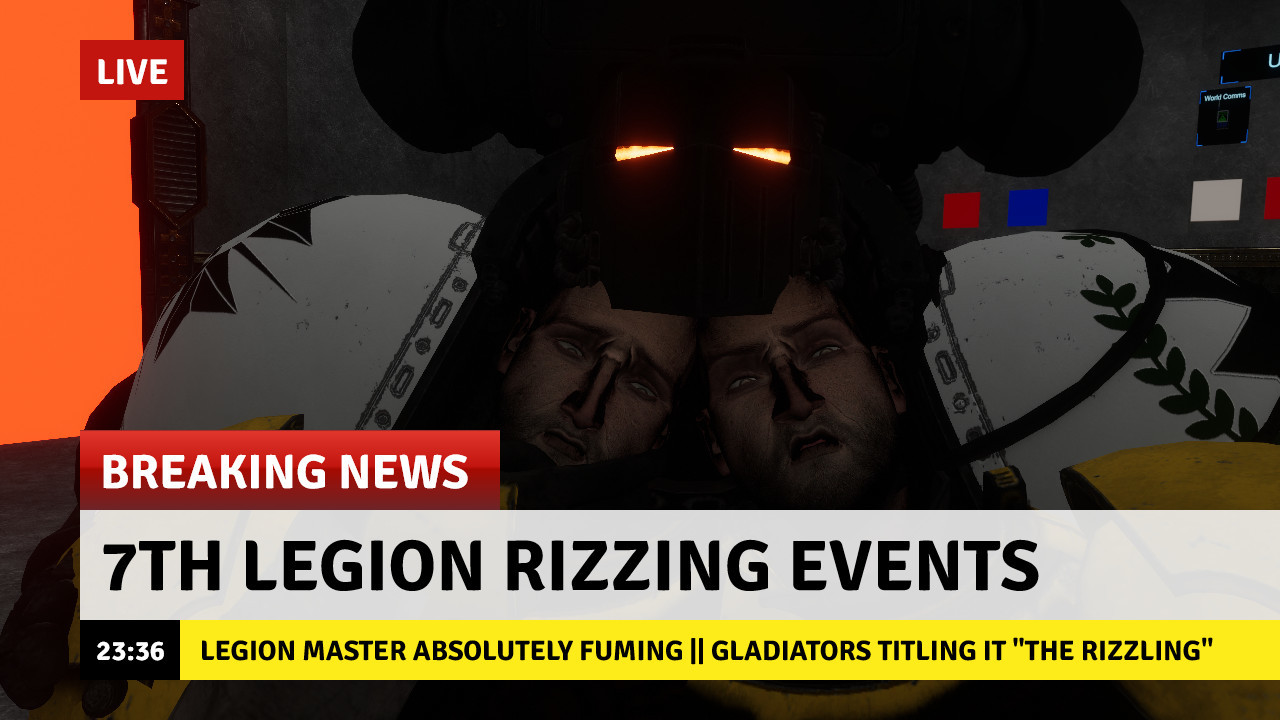 LIVE
U
World Comms
BREAKING NEWS
7TH LEGION RIZZING EVENTS
23:36 LEGION MASTER ABSOLUTELY FUMING || GLADIATORS TITLING IT "THE RIZZLING"